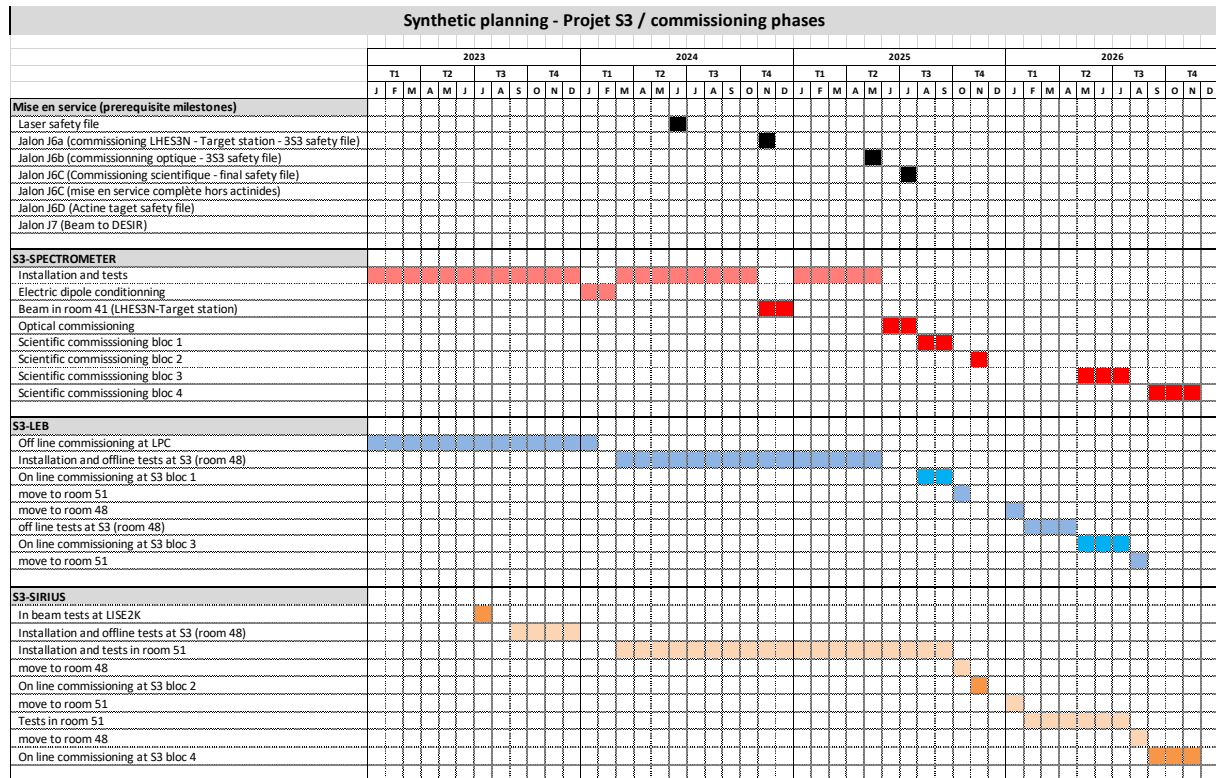 Synthetic planning - Projet S3 / commissioning phases
2023 2024 2025 2026
T1 T2 T3 T4 T1 T2 T3 T4 T1 T2 T3 T4 T1 T2 T3 T4
J F M A M J J A S O N D J F M A M J J A S O N D J F M A M J J A S O N D J F M A M J J A S O N D
Mise en service (prerequisite milestones)
Laser safety file
Jalon J6a (commissioning LHES3N - Target station - 3S3 safety file)
Jalon J6b (commissionning optique - 3S3 safety file)
Jalon J6C (Commissioning scientifique - final safety file)
Jalon J6C (mise en service complète hors actinides)
Jalon J6D (Actine taget safety file)
Jalon J7 (Beam to DESIR)
S3-SPECTROMETER
Installation and tests
Electric dipole conditionning
Beam in room 41 (LHES3N-Target station)
Optical commissioning
Scientific commisssioning bloc 1
Scientific commisssioning bloc 2
Scientific commisssioning bloc 3
Scientific commisssioning bloc 4
S3-LEB
Off line commissioning at LPC
Installation and offline tests at S3 (room 48)
On line commissioning at S3 bloc 1
move to room 51
move to room 48
off line tests at S3 (room 48)
On line commissioning at S3 bloc 3
move to room 51
S3-SIRIUS
In beam tests at LISE2K
Installation and offline tests at S3 (room 48)
Installation and tests in room 51
move to room 48
On line commissioning at S3 bloc 2
move to room 51
Tests in room 51
move to room 48
On line commissioning at S3 bloc 4